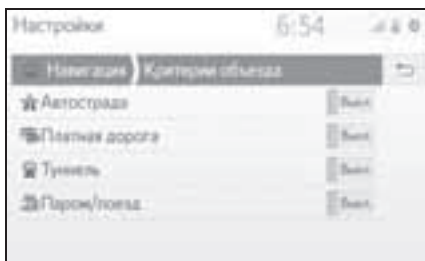 Настройки 6:54
Навигация Критерии объезда
Автострада Выкл.
Платная дорога Выкл.
Туннель Выкл.
Паром/поезд Выкл.